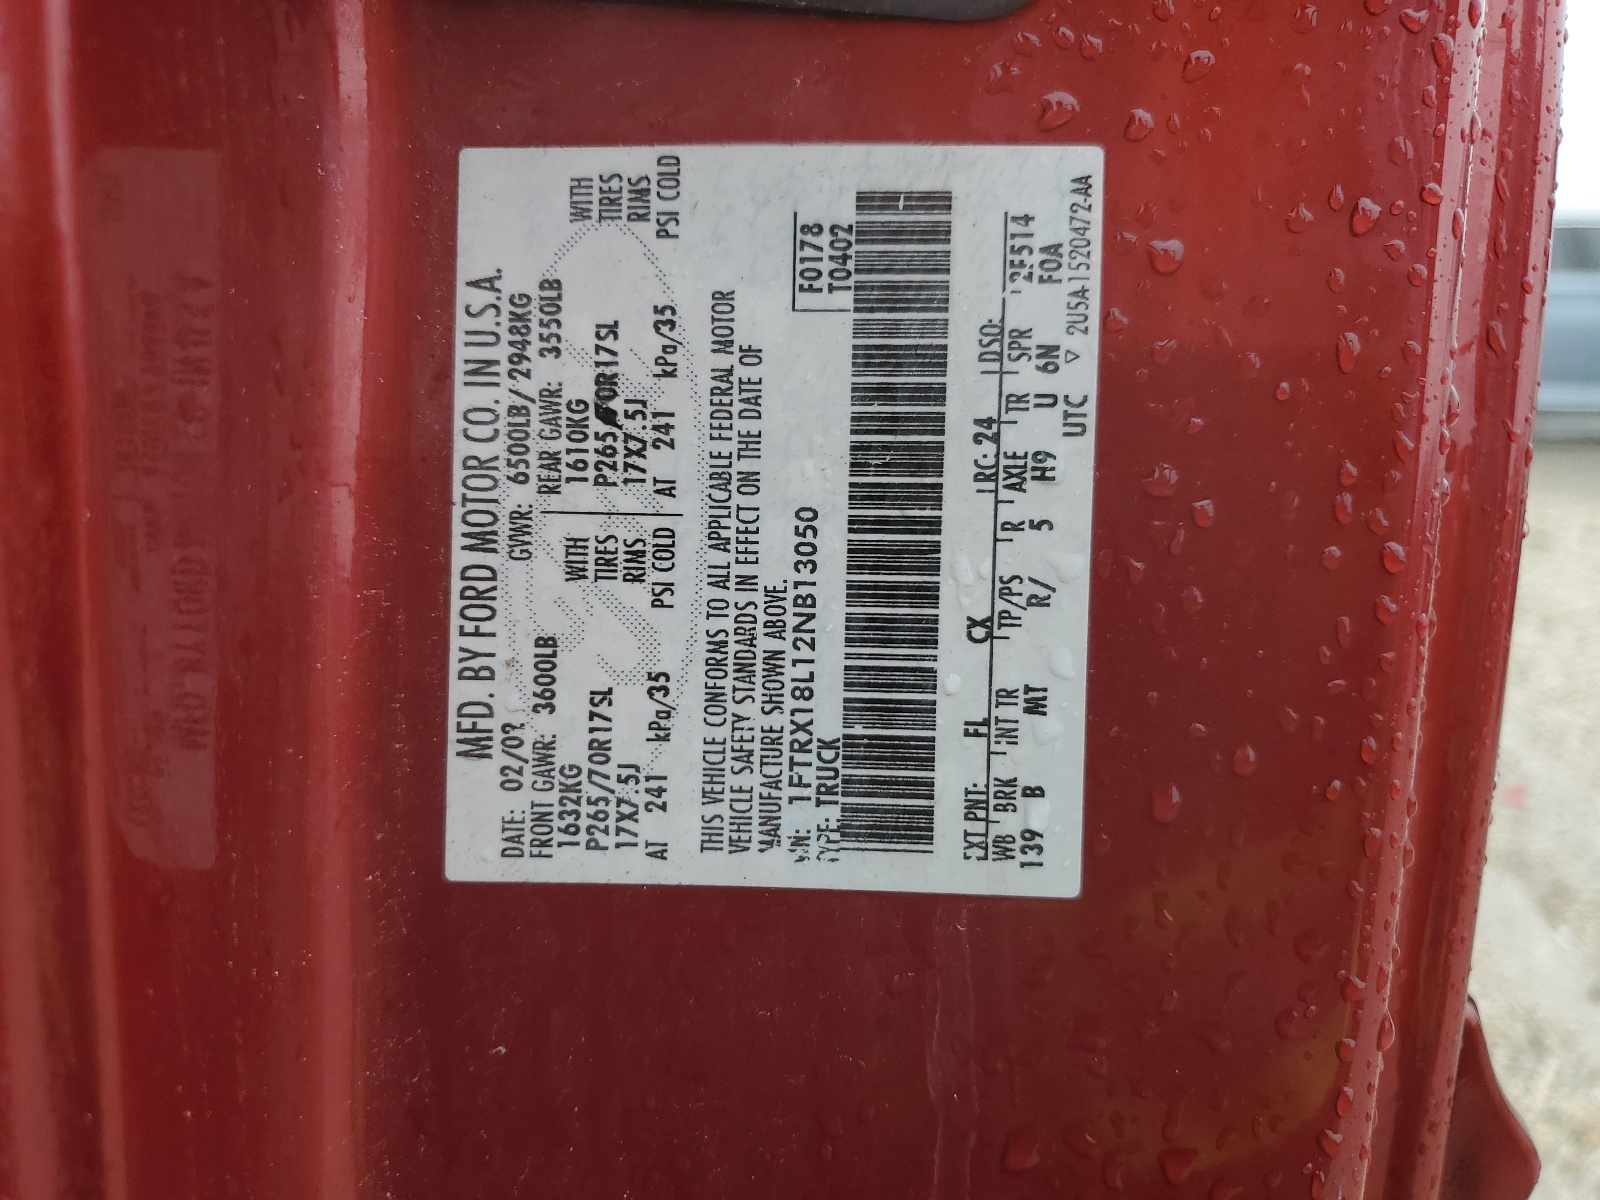 MFD. BY FORD MOTOR CO. IN U.S.A.
DATE: 02/02 GVWR: 6500LB/ 2948KG
FRONT GAWR: 3600LB REAR GAWR: 3550LB
1632KG WITH 1610KG WITH
P265/70R17SL TIRES P265/70R17SL TIRES
17X7.5J RIMS 17X7.5J RIMS
AT 241 kPa/35 PSI COLD AT 241 kPa/35 PSI COLD
THIS VEHICLE CONFORMS TO ALL APPLICABLE FEDERAL MOTOR
VEHICLE SAFETY STANDARDS IN EFFECT ON THE DATE OF
MANUFACTURE SHOWN ABOVE.
VIN: 1FTRX18L12NB13050 F0178
TYPE: TRUCK T0402
EXT PNT: FL CX RC: 24 DSO:
WB BRK INT TR TP/PS R AXLE TR SPR 2F514
139 B MT R/ 5 H9 U 6N F0A
UTC ▽ 2U5A-1520472-AA